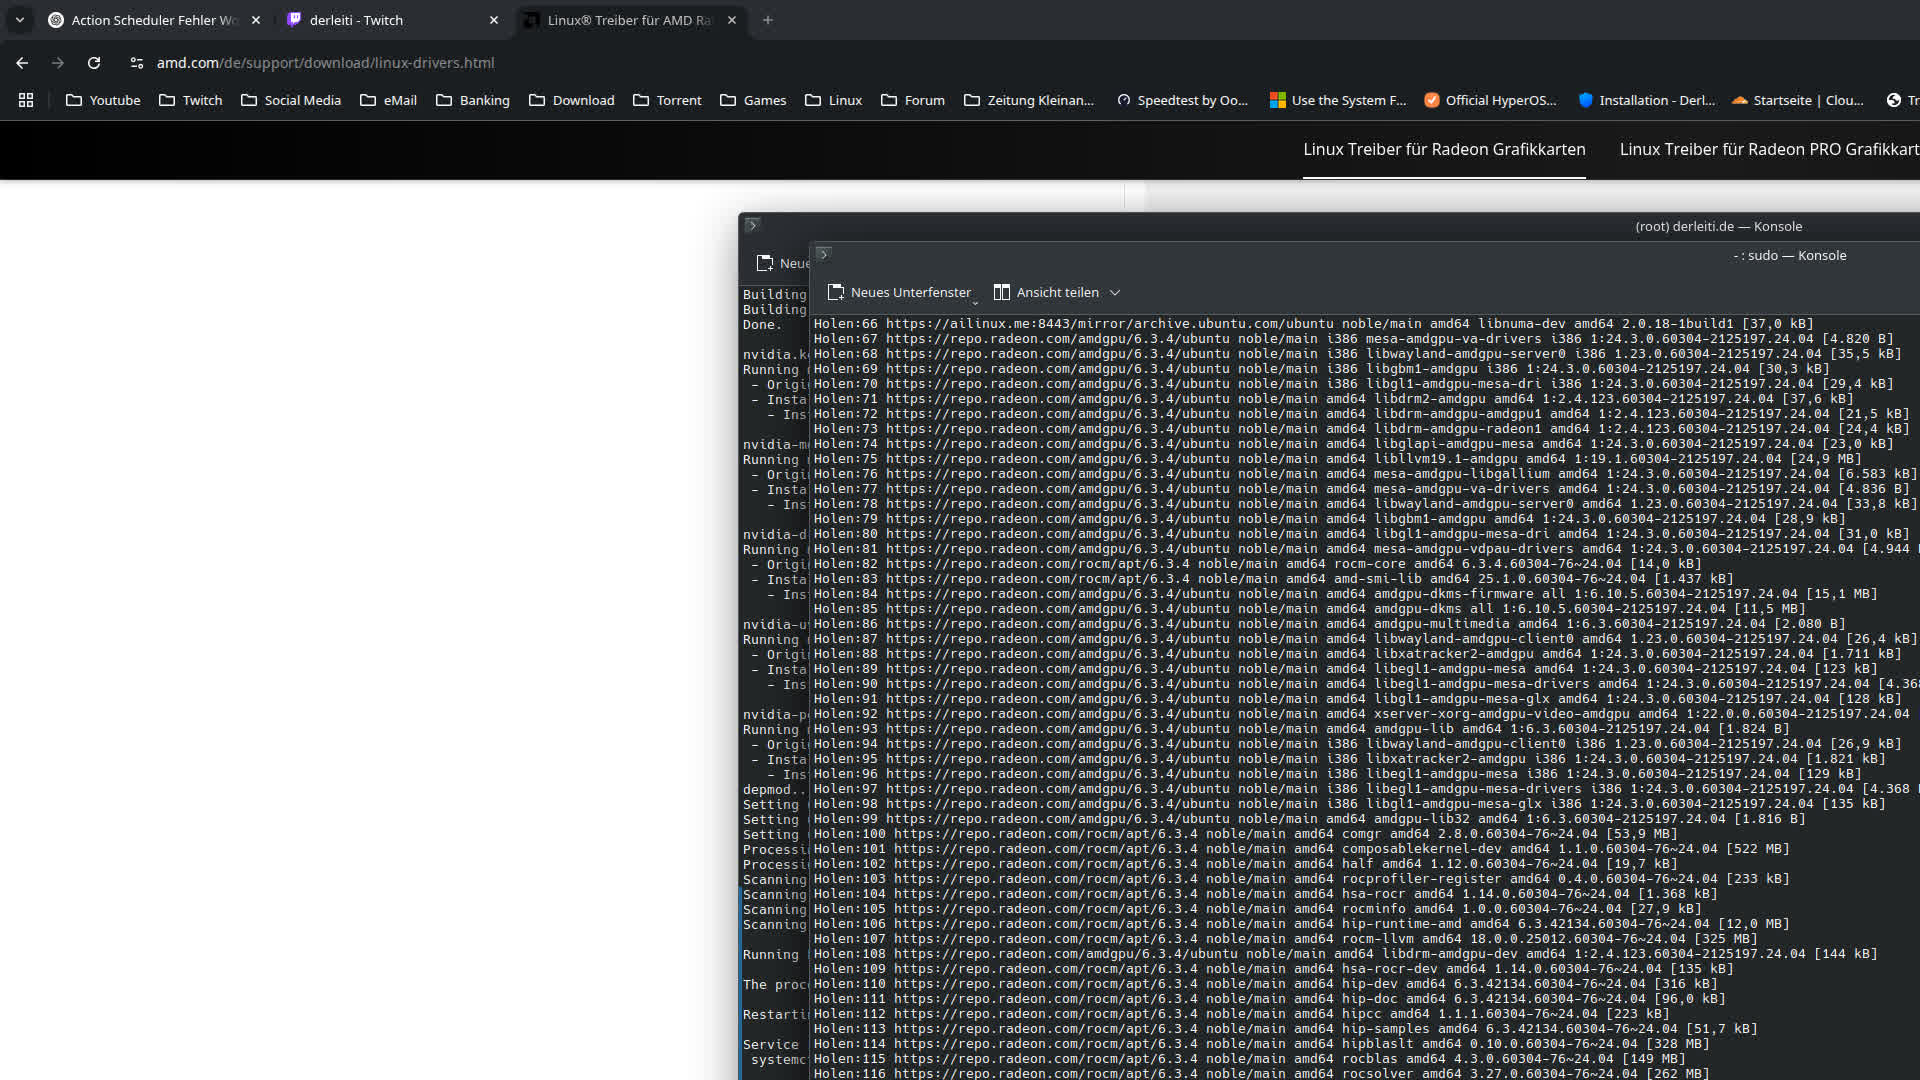 Action Scheduler Fehler Wo
derleiti - Twitch
Linux® Treiber für AMD Ra
amd.com/de/support/download/linux-drivers.html
Youtube Twitch Social Media eMail Banking Download Torrent Games Linux Forum Zeitung Kleinan... Speedtest by Oo... Use the System F... Official HyperOS... Installation - Derl... Startseite | Clou... Tr
Linux Treiber für Radeon Grafikkarten Linux Treiber für Radeon PRO Grafikkart
(root) derleiti.de — Konsole
Neue
- : sudo — Konsole
Neues Unterfenster Ansicht teilen
Building
Building
Done.
nvidia.k
Running
- Origi
- Insta
- Ins
nvidia-m
Running
- Origi
- Insta
- Ins
nvidia-d
Running
- Origi
- Insta
- Ins
nvidia-u
Running
- Origi
- Insta
- Ins
nvidia-p
Running
- Origi
- Insta
- Ins
depmod..
Setting
Setting
Setting
Processi
Processi
Scanning
Scanning
Scanning
Scanning
Running
The proc
Restarti
Service
systemc
Holen:66 https://ailinux.me:8443/mirror/archive.ubuntu.com/ubuntu noble/main amd64 libnuma-dev amd64 2.0.18-1build1 [37,0 kB]
Holen:67 https://repo.radeon.com/amdgpu/6.3.4/ubuntu noble/main i386 mesa-amdgpu-va-drivers i386 1:24.3.0.60304-2125197.24.04 [4.820 B]
Holen:68 https://repo.radeon.com/amdgpu/6.3.4/ubuntu noble/main i386 libwayland-amdgpu-server0 i386 1.23.0.60304-2125197.24.04 [35,5 kB]
Holen:69 https://repo.radeon.com/amdgpu/6.3.4/ubuntu noble/main i386 libgbm1-amdgpu i386 1:24.3.0.60304-2125197.24.04 [30,3 kB]
Holen:70 https://repo.radeon.com/amdgpu/6.3.4/ubuntu noble/main i386 libgl1-amdgpu-mesa-dri i386 1:24.3.0.60304-2125197.24.04 [29,4 kB]
Holen:71 https://repo.radeon.com/amdgpu/6.3.4/ubuntu noble/main amd64 libdrm2-amdgpu amd64 1:2.4.123.60304-2125197.24.04 [37,6 kB]
Holen:72 https://repo.radeon.com/amdgpu/6.3.4/ubuntu noble/main amd64 libdrm-amdgpu-amdgpu1 amd64 1:2.4.123.60304-2125197.24.04 [21,5 kB]
Holen:73 https://repo.radeon.com/amdgpu/6.3.4/ubuntu noble/main amd64 libdrm-amdgpu-radeon1 amd64 1:2.4.123.60304-2125197.24.04 [24,4 kB]
Holen:74 https://repo.radeon.com/amdgpu/6.3.4/ubuntu noble/main amd64 libglapi-amdgpu-mesa amd64 1:24.3.0.60304-2125197.24.04 [23,0 kB]
Holen:75 https://repo.radeon.com/amdgpu/6.3.4/ubuntu noble/main amd64 libllvm19.1-amdgpu amd64 1:19.1.60304-2125197.24.04 [24,9 MB]
Holen:76 https://repo.radeon.com/amdgpu/6.3.4/ubuntu noble/main amd64 mesa-amdgpu-libgallium amd64 1:24.3.0.60304-2125197.24.04 [6.583 kB]
Holen:77 https://repo.radeon.com/amdgpu/6.3.4/ubuntu noble/main amd64 mesa-amdgpu-va-drivers amd64 1:24.3.0.60304-2125197.24.04 [4.836 B]
Holen:78 https://repo.radeon.com/amdgpu/6.3.4/ubuntu noble/main amd64 libwayland-amdgpu-server0 amd64 1.23.0.60304-2125197.24.04 [33,8 kB]
Holen:79 https://repo.radeon.com/amdgpu/6.3.4/ubuntu noble/main amd64 libgbm1-amdgpu amd64 1:24.3.0.60304-2125197.24.04 [28,9 kB]
Holen:80 https://repo.radeon.com/amdgpu/6.3.4/ubuntu noble/main amd64 libgl1-amdgpu-mesa-dri amd64 1:24.3.0.60304-2125197.24.04 [31,0 kB]
Holen:81 https://repo.radeon.com/amdgpu/6.3.4/ubuntu noble/main amd64 mesa-amdgpu-vdpau-drivers amd64 1:24.3.0.60304-2125197.24.04 [4.944
Holen:82 https://repo.radeon.com/rocm/apt/6.3.4 noble/main amd64 rocm-core amd64 6.3.4.60304-76~24.04 [14,0 kB]
Holen:83 https://repo.radeon.com/rocm/apt/6.3.4 noble/main amd64 amd-smi-lib amd64 25.1.0.60304-76~24.04 [1.437 kB]
Holen:84 https://repo.radeon.com/amdgpu/6.3.4/ubuntu noble/main amd64 amdgpu-dkms-firmware all 1:6.10.5.60304-2125197.24.04 [15,1 MB]
Holen:85 https://repo.radeon.com/amdgpu/6.3.4/ubuntu noble/main amd64 amdgpu-dkms all 1:6.10.5.60304-2125197.24.04 [11,5 MB]
Holen:86 https://repo.radeon.com/amdgpu/6.3.4/ubuntu noble/main amd64 amdgpu-multimedia amd64 1:6.3.60304-2125197.24.04 [2.080 B]
Holen:87 https://repo.radeon.com/amdgpu/6.3.4/ubuntu noble/main amd64 libwayland-amdgpu-client0 amd64 1.23.0.60304-2125197.24.04 [26,4 kB]
Holen:88 https://repo.radeon.com/amdgpu/6.3.4/ubuntu noble/main amd64 libxatracker2-amdgpu amd64 1:24.3.0.60304-2125197.24.04 [1.711 kB]
Holen:89 https://repo.radeon.com/amdgpu/6.3.4/ubuntu noble/main amd64 libegl1-amdgpu-mesa amd64 1:24.3.0.60304-2125197.24.04 [123 kB]
Holen:90 https://repo.radeon.com/amdgpu/6.3.4/ubuntu noble/main amd64 libegl1-amdgpu-mesa-drivers amd64 1:24.3.0.60304-2125197.24.04 [4.368
Holen:91 https://repo.radeon.com/amdgpu/6.3.4/ubuntu noble/main amd64 libgl1-amdgpu-mesa-glx amd64 1:24.3.0.60304-2125197.24.04 [128 kB]
Holen:92 https://repo.radeon.com/amdgpu/6.3.4/ubuntu noble/main amd64 xserver-xorg-amdgpu-video-amdgpu amd64 1:22.0.0.60304-2125197.24.04
Holen:93 https://repo.radeon.com/amdgpu/6.3.4/ubuntu noble/main amd64 amdgpu-lib amd64 1:6.3.60304-2125197.24.04 [1.824 B]
Holen:94 https://repo.radeon.com/amdgpu/6.3.4/ubuntu noble/main i386 libwayland-amdgpu-client0 i386 1.23.0.60304-2125197.24.04 [26,9 kB]
Holen:95 https://repo.radeon.com/amdgpu/6.3.4/ubuntu noble/main i386 libxatracker2-amdgpu i386 1:24.3.0.60304-2125197.24.04 [1.821 kB]
Holen:96 https://repo.radeon.com/amdgpu/6.3.4/ubuntu noble/main i386 libegl1-amdgpu-mesa i386 1:24.3.0.60304-2125197.24.04 [129 kB]
Holen:97 https://repo.radeon.com/amdgpu/6.3.4/ubuntu noble/main i386 libegl1-amdgpu-mesa-drivers i386 1:24.3.0.60304-2125197.24.04 [4.368
Holen:98 https://repo.radeon.com/amdgpu/6.3.4/ubuntu noble/main i386 libgl1-amdgpu-mesa-glx i386 1:24.3.0.60304-2125197.24.04 [135 kB]
Holen:99 https://repo.radeon.com/amdgpu/6.3.4/ubuntu noble/main amd64 amdgpu-lib32 amd64 1:6.3.60304-2125197.24.04 [1.816 B]
Holen:100 https://repo.radeon.com/rocm/apt/6.3.4 noble/main amd64 comgr amd64 2.8.0.60304-76~24.04 [53,9 MB]
Holen:101 https://repo.radeon.com/rocm/apt/6.3.4 noble/main amd64 composablekernel-dev amd64 1.1.0.60304-76~24.04 [522 MB]
Holen:102 https://repo.radeon.com/rocm/apt/6.3.4 noble/main amd64 half amd64 1.12.0.60304-76~24.04 [19,7 kB]
Holen:103 https://repo.radeon.com/rocm/apt/6.3.4 noble/main amd64 rocprofiler-register amd64 0.4.0.60304-76~24.04 [233 kB]
Holen:104 https://repo.radeon.com/rocm/apt/6.3.4 noble/main amd64 hsa-rocr amd64 1.14.0.60304-76~24.04 [1.368 kB]
Holen:105 https://repo.radeon.com/rocm/apt/6.3.4 noble/main amd64 rocminfo amd64 1.0.0.60304-76~24.04 [27,9 kB]
Holen:106 https://repo.radeon.com/rocm/apt/6.3.4 noble/main amd64 hip-runtime-amd amd64 6.3.42134.60304-76~24.04 [12,0 MB]
Holen:107 https://repo.radeon.com/rocm/apt/6.3.4 noble/main amd64 rocm-llvm amd64 18.0.0.25012.60304-76~24.04 [325 MB]
Holen:108 https://repo.radeon.com/amdgpu/6.3.4/ubuntu noble/main amd64 libdrm-amdgpu-dev amd64 1:2.4.123.60304-2125197.24.04 [144 kB]
Holen:109 https://repo.radeon.com/rocm/apt/6.3.4 noble/main amd64 hsa-rocr-dev amd64 1.14.0.60304-76~24.04 [135 kB]
Holen:110 https://repo.radeon.com/rocm/apt/6.3.4 noble/main amd64 hip-dev amd64 6.3.42134.60304-76~24.04 [316 kB]
Holen:111 https://repo.radeon.com/rocm/apt/6.3.4 noble/main amd64 hip-doc amd64 6.3.42134.60304-76~24.04 [96,0 kB]
Holen:112 https://repo.radeon.com/rocm/apt/6.3.4 noble/main amd64 hipcc amd64 1.1.1.60304-76~24.04 [223 kB]
Holen:113 https://repo.radeon.com/rocm/apt/6.3.4 noble/main amd64 hip-samples amd64 6.3.42134.60304-76~24.04 [51,7 kB]
Holen:114 https://repo.radeon.com/rocm/apt/6.3.4 noble/main amd64 hipblaslt amd64 0.10.0.60304-76~24.04 [328 MB]
Holen:115 https://repo.radeon.com/rocm/apt/6.3.4 noble/main amd64 rocblas amd64 4.3.0.60304-76~24.04 [149 MB]
Holen:116 https://repo.radeon.com/rocm/apt/6.3.4 noble/main amd64 rocsolver amd64 3.27.0.60304-76~24.04 [262 MB]